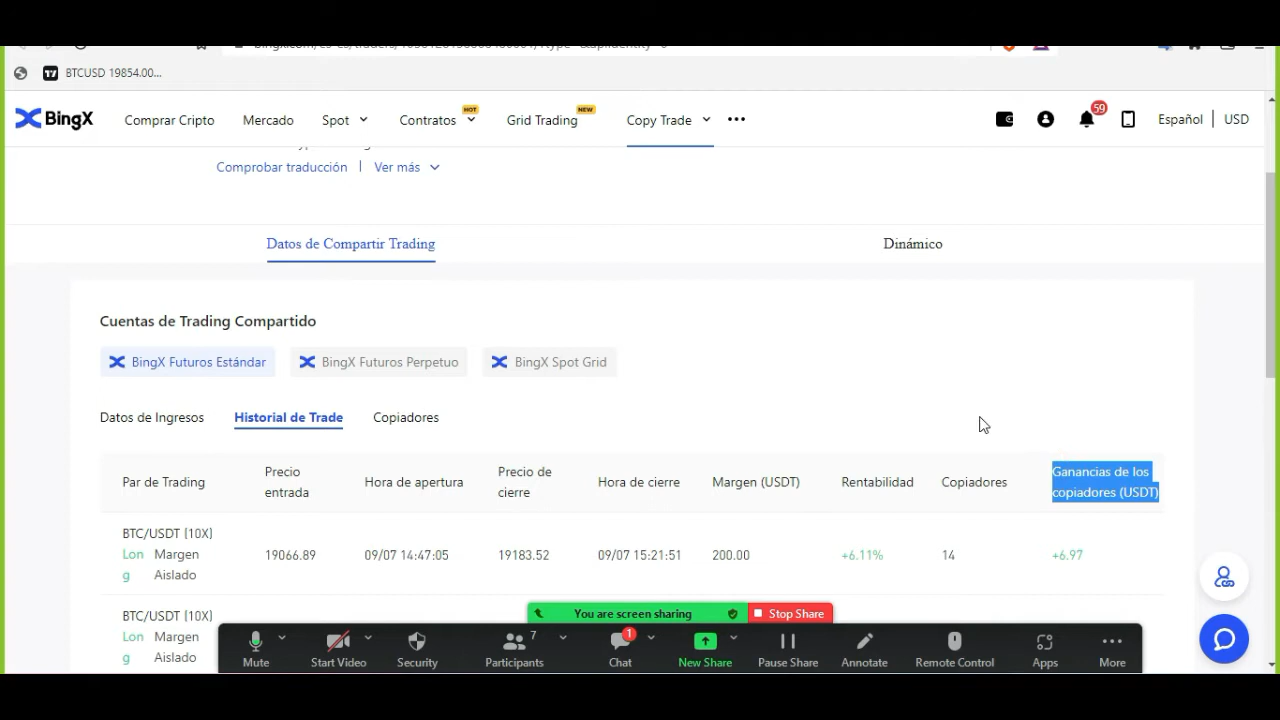 BTCUSD 19854.00...
BingX
Comprar Cripto
Mercado
Spot
Contratos
HOT
Grid Trading
NEW
Copy Trade
59
Español
USD
Comprobar traducción
Ver más
Datos de Compartir Trading
Dinámico
Cuentas de Trading Compartido
BingX Futuros Estándar
BingX Futuros Perpetuo
BingX Spot Grid
Datos de Ingresos
Historial de Trade
Copiadores
Par de Trading
Precio
entrada
Hora de apertura
Precio de
cierre
Hora de cierre
Margen (USDT)
Rentabilidad
Copiadores
Ganancias de los
copiadores (USDT)
BTC/USDT (10X)
Lon
g
Margen
Aislado
19066.89
09/07 14:47:05
19183.52
09/07 15:21:51
200.00
+6.11%
14
+6.97
BTC/USDT (10X)
Lon
g
Margen
Aislado
You are screen sharing
Stop Share
Mute
Start Video
Security
7
Participants
1
Chat
New Share
Pause Share
Annotate
Remote Control
Apps
More